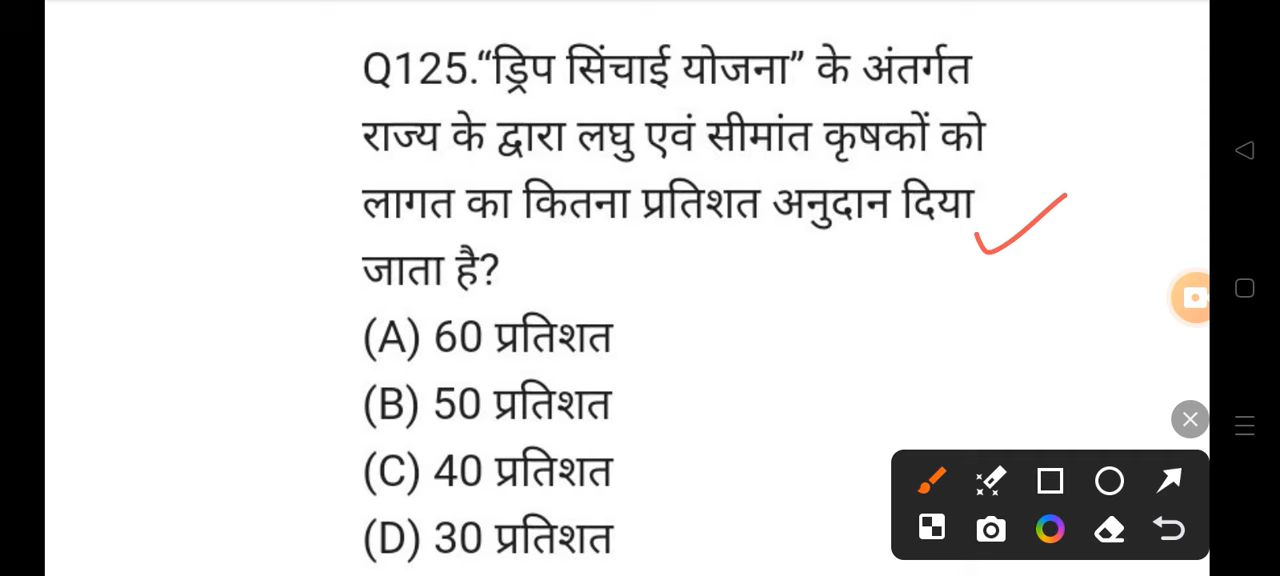 Q125.“ड्रिप सिंचाई योजना” के अंतर्गत
राज्य के द्वारा लघु एवं सीमांत कृषकों को
लागत का कितना प्रतिशत अनुदान दिया
जाता है?
(A) 60 प्रतिशत
(B) 50 प्रतिशत
(C) 40 प्रतिशत
(D) 30 प्रतिशत